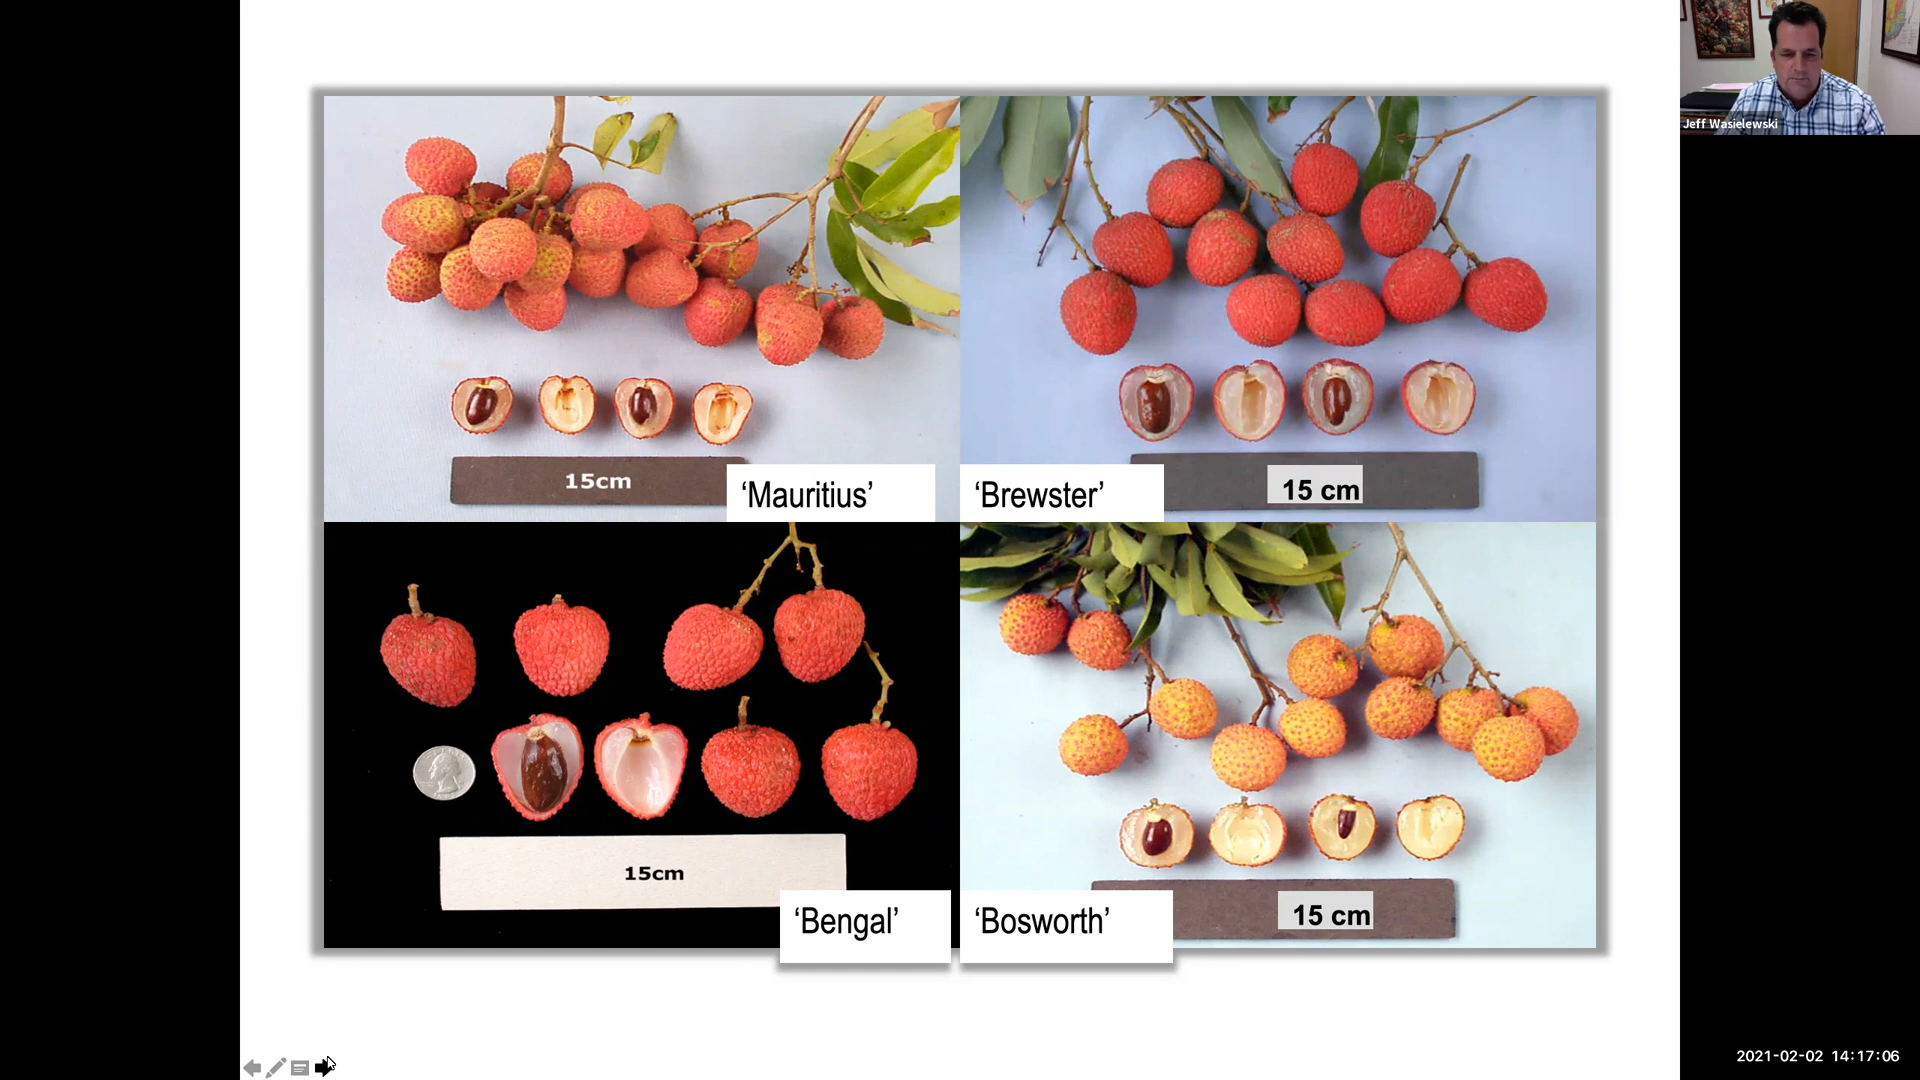 Jeff Wasielewski
15cm
‘Mauritius’
‘Brewster’
15 cm
15cm
‘Bengal’
‘Bosworth’
15 cm
2021-02-02 14:17:06